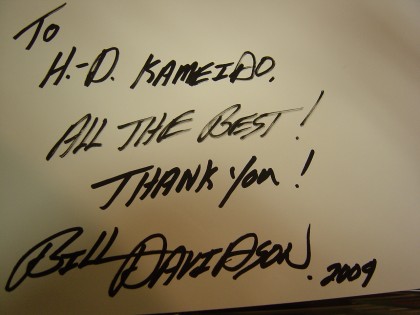 To
H.-D. KAMEIDO.
ALL THE BEST!
THANK YOU!
BILL DAVIDSON. 2009